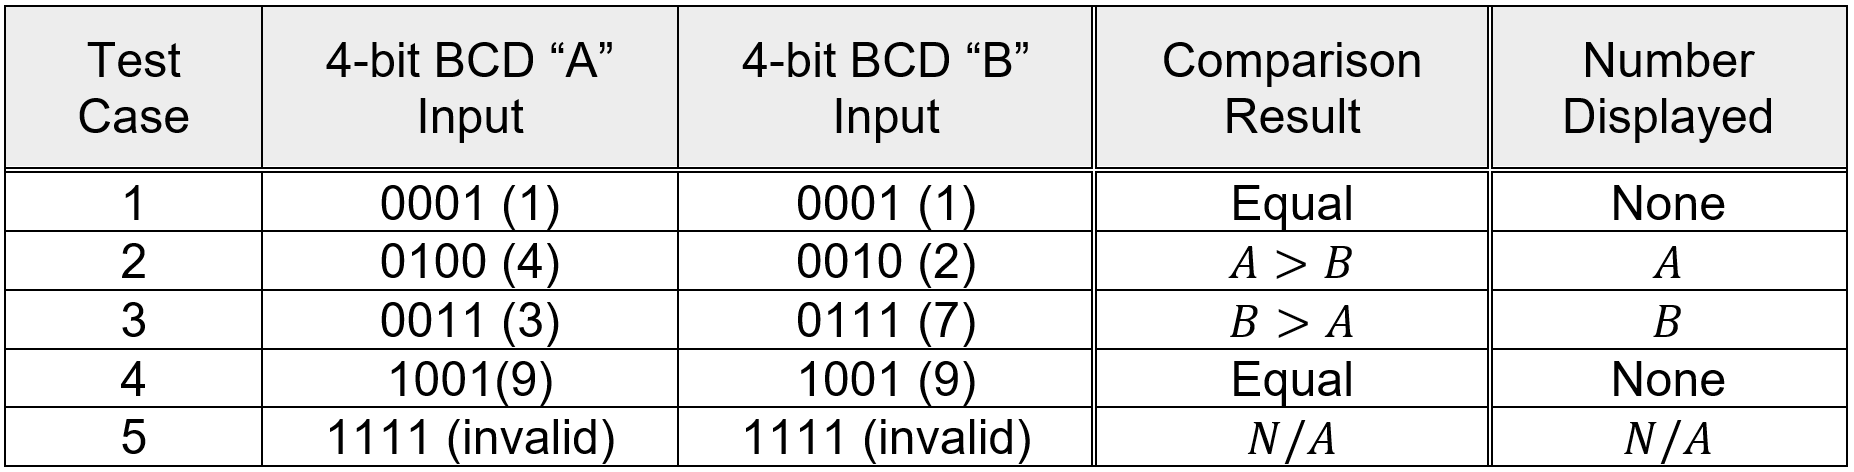 Test Case | 4-bit BCD “A” Input | 4-bit BCD “B” Input | Comparison Result | Number Displayed
1 | 0001 (1) | 0001 (1) | Equal | None
2 | 0100 (4) | 0010 (2) | A > B | A
3 | 0011 (3) | 0111 (7) | B > A | B
4 | 1001(9) | 1001 (9) | Equal | None
5 | 1111 (invalid) | 1111 (invalid) | N/A | N/A